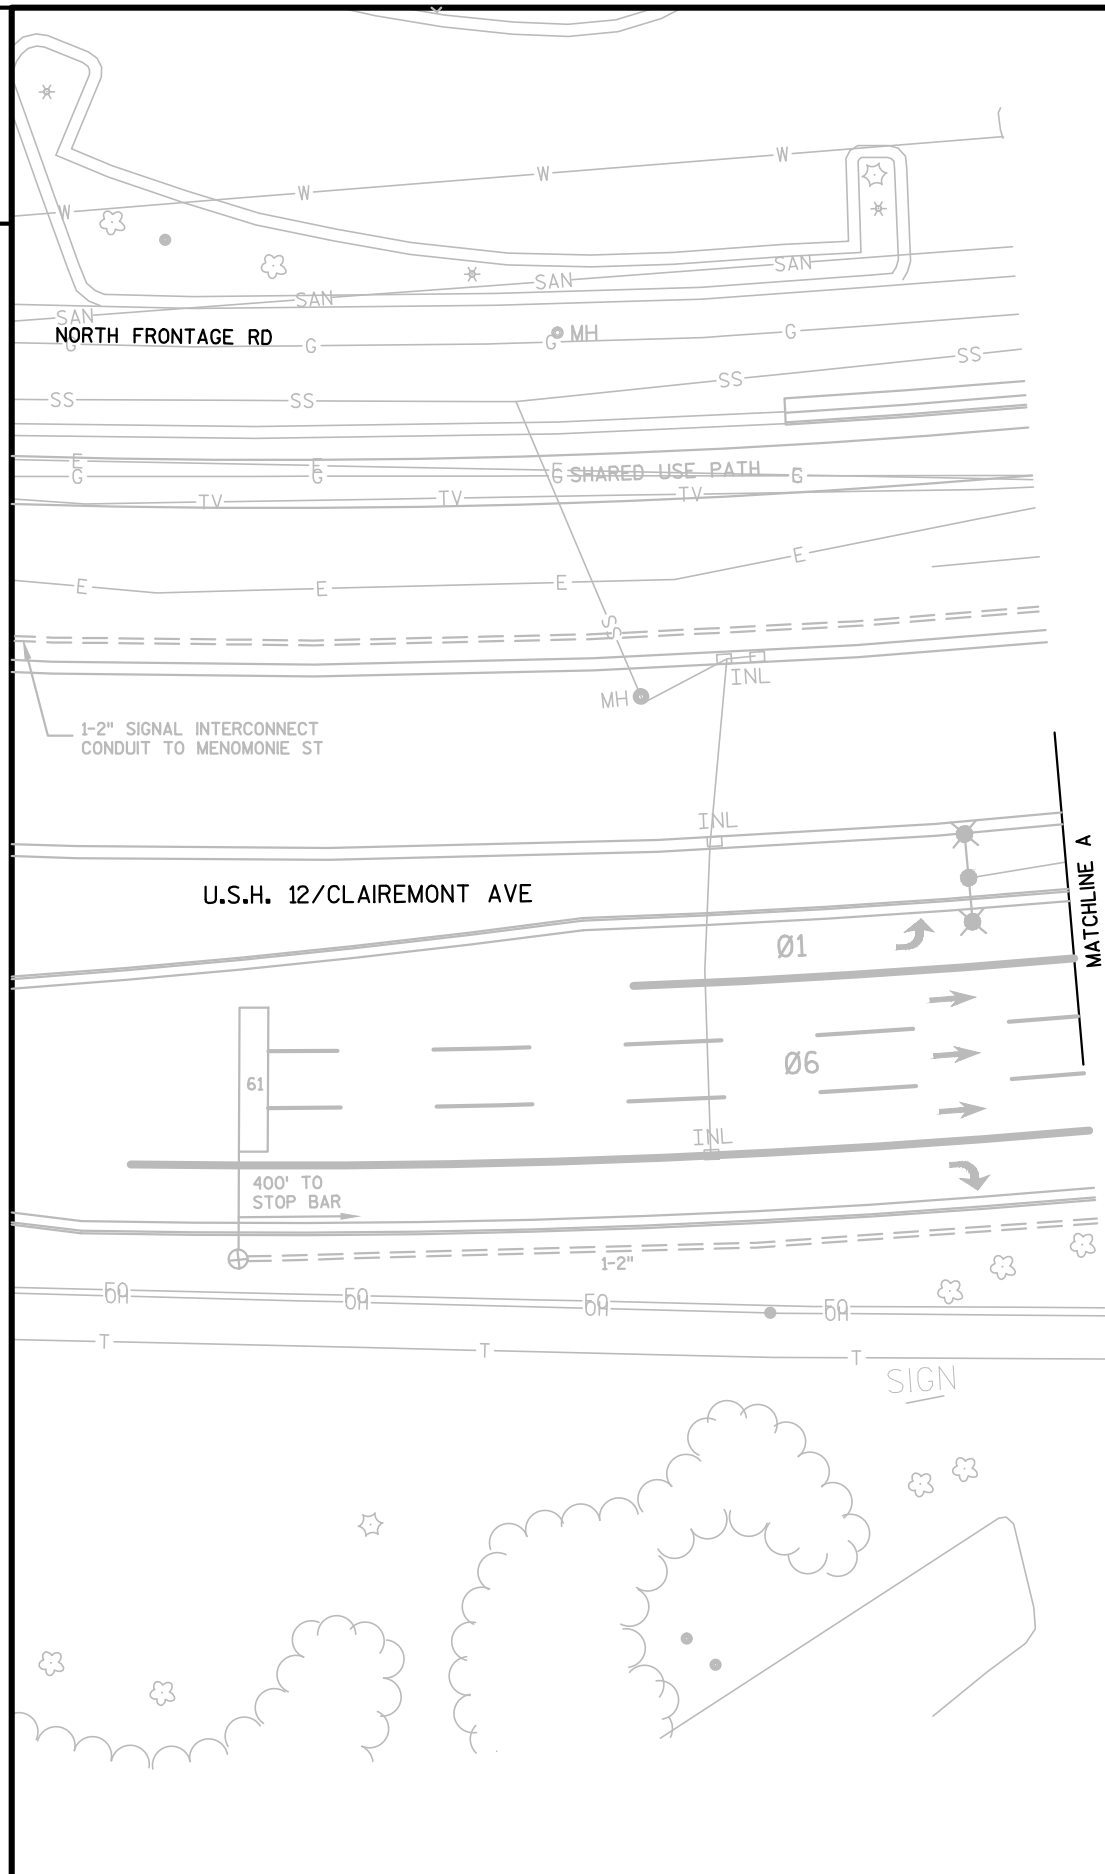 W
W
W
W
SAN
SAN
SAN
SAN
NORTH FRONTAGE RD
MH
G
G
G
G
SS
SS
SS
SS
E
E
E
G
G
G
SHARED USE PATH
TV
TV
TV
E
E
E
E
SS
INL
MH
1-2" SIGNAL INTERCONNECT
CONDUIT TO MENOMONIE ST
INL
MATCHLINE A
U.S.H. 12/CLAIREMONT AVE
Ø1
Ø6
61
INL
400' TO
STOP BAR
1-2"
T
T
T
SIGN